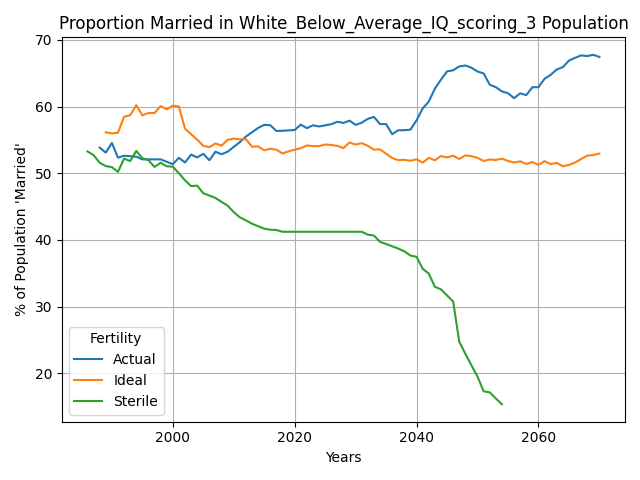 Proportion Married in White_Below_Average_IQ_scoring_3 Population
70
60
50
40
30
20
% of Population 'Married'
Fertility
Actual
Ideal
Sterile
2000
2020
2040
2060
Years